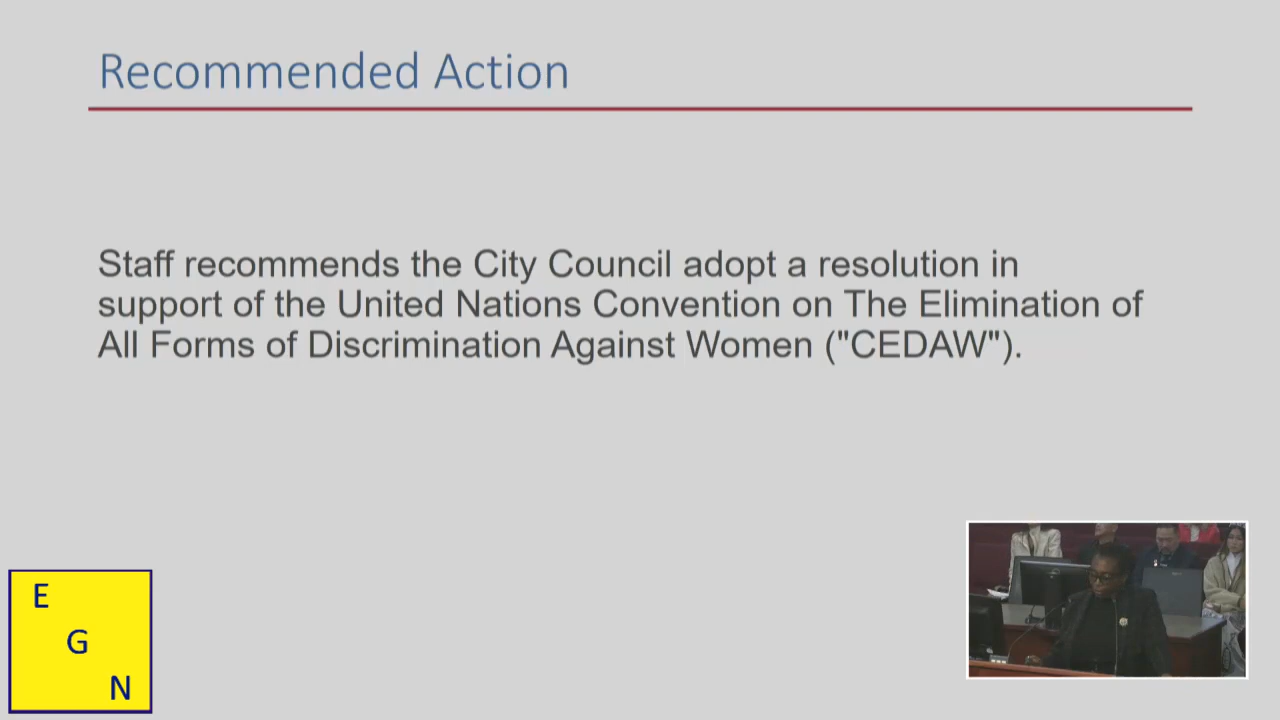 Recommended Action
Staff recommends the City Council adopt a resolution in
support of the United Nations Convention on The Elimination of
All Forms of Discrimination Against Women ("CEDAW").
E
G
N